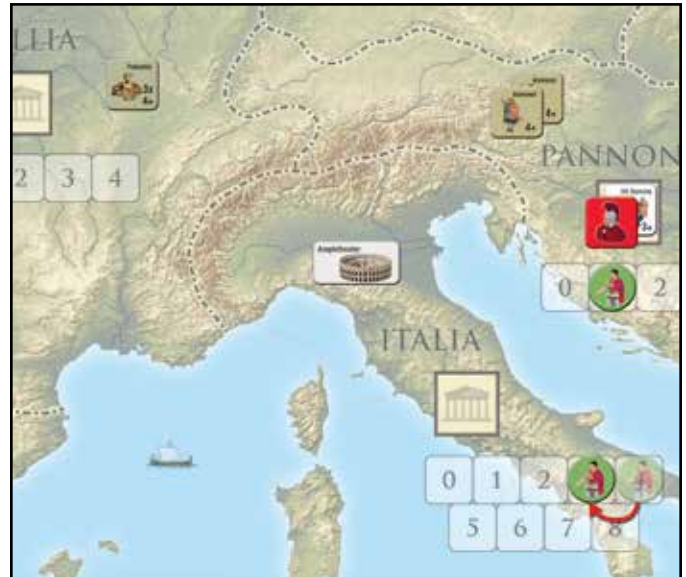 LLIA
2 3 4
PANNON
0 2
Amphitheater
ITALIA
0 1 2
5 6 7 8